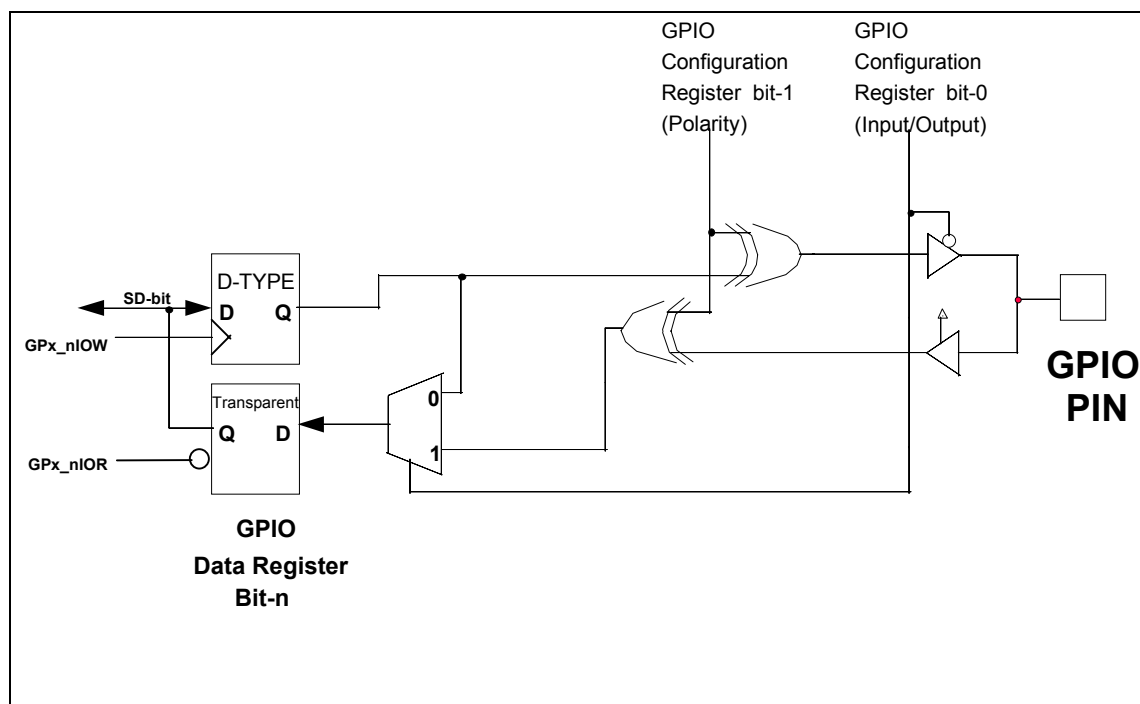 GPIO
Configuration
Register bit-1
(Polarity)
GPIO
Configuration
Register bit-0
(Input/Output)
D-TYPE
SD-bit
D
Q
GPx_nIOW
Transparent
Q
D
0
1
GPx_nIOR
GPIO
PIN
GPIO
Data Register
Bit-n